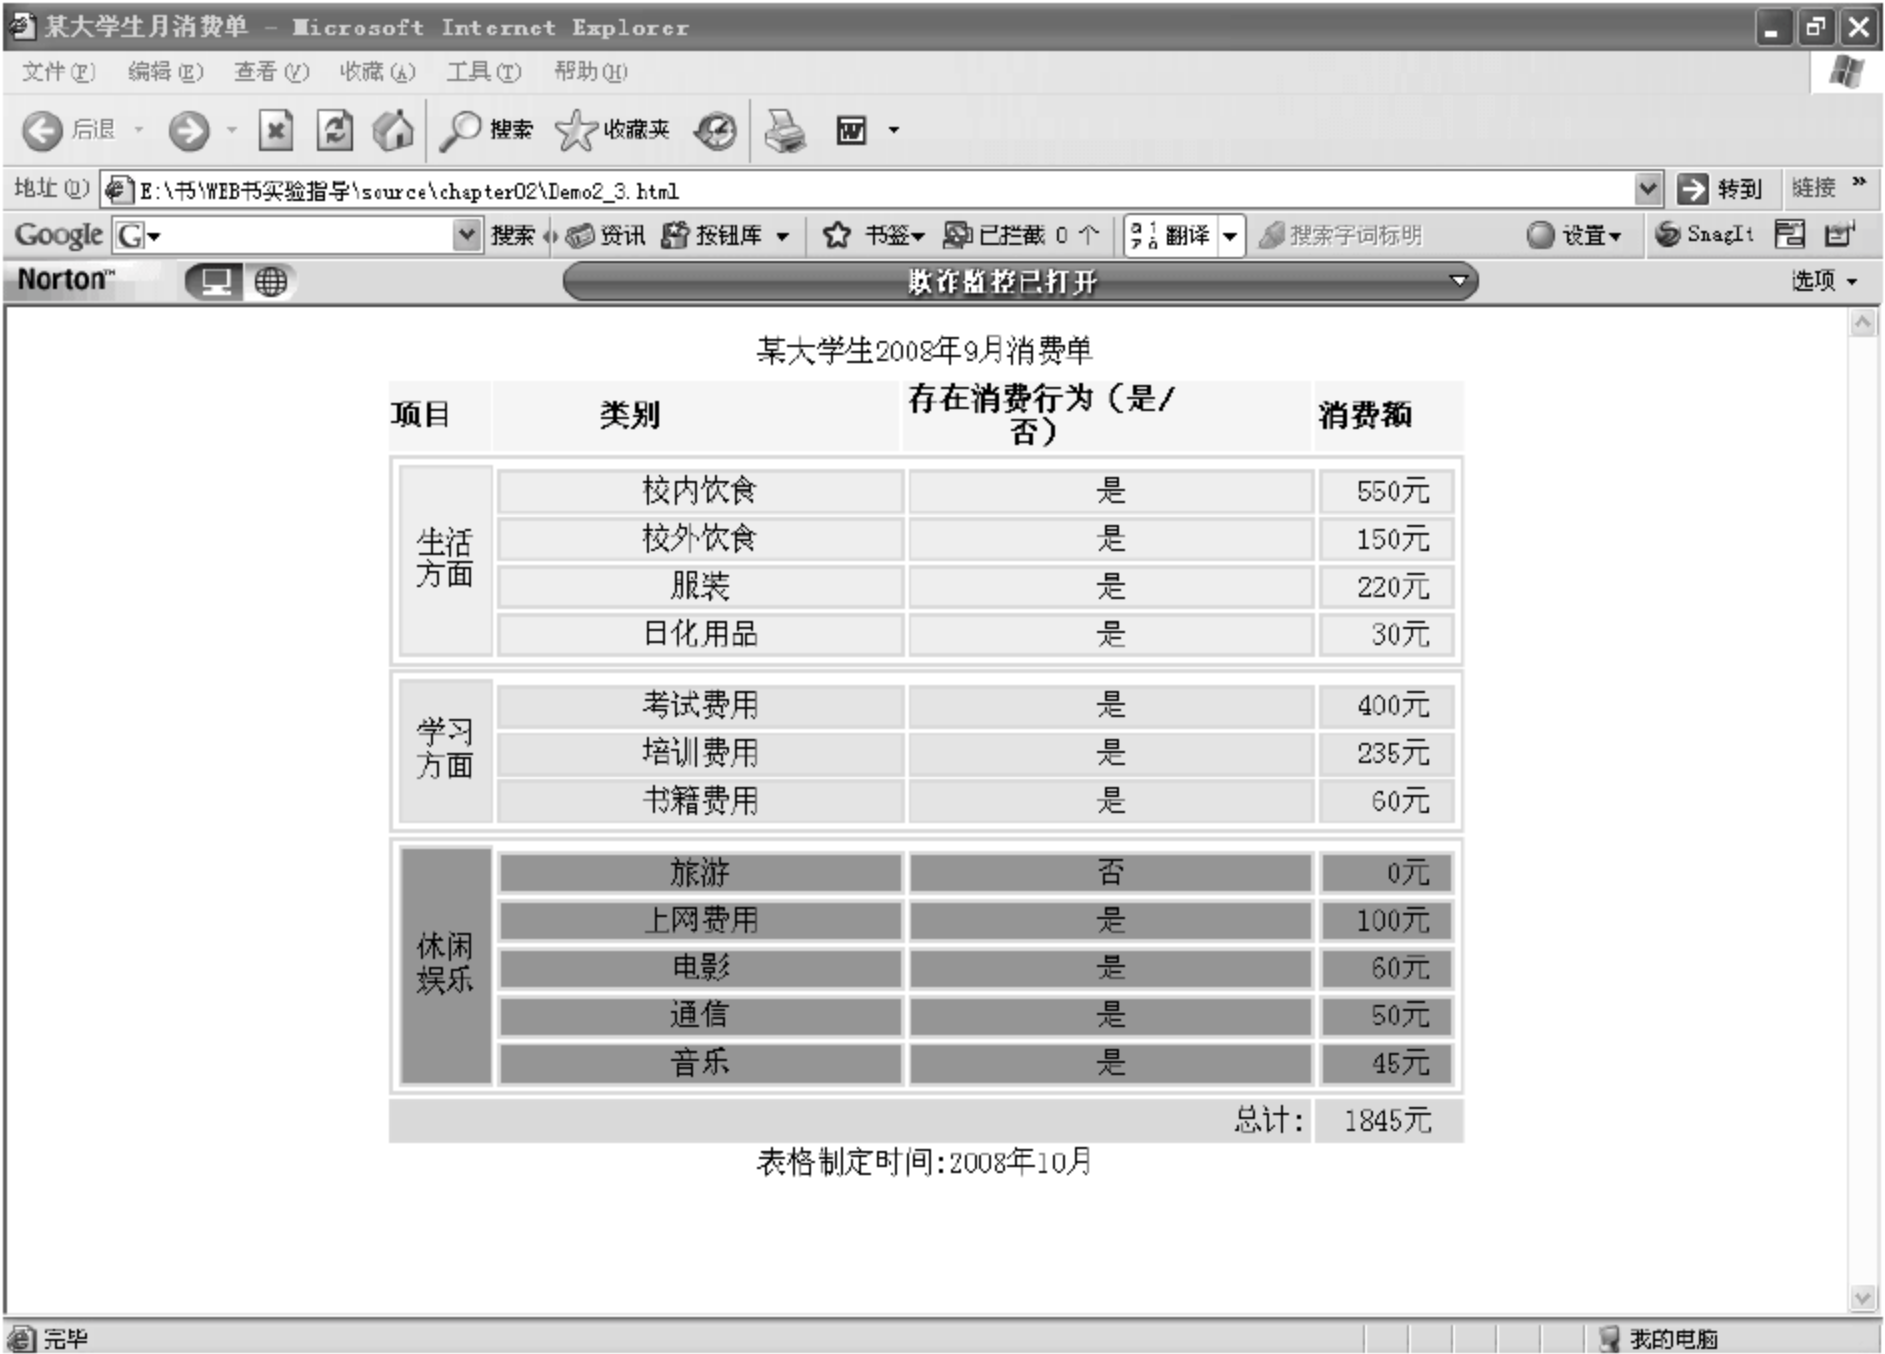 某大学生月消费单 - Microsoft Internet Explorer
文件(F) 编辑(E) 查看(V) 收藏(A) 工具(T) 帮助(H)
后退 搜索 收藏夹
地址(D) E:\书\WEB书实验指导\source\chapter02\Demo2_3.html 转到 链接 »
Google G 搜索 资讯 按钮库 书签 已拦截 0 个 翻译 搜索字词标明 设置 SnagIt
Norton™ 欺诈监控已打开 选项
某大学生2008年9月消费单
项目 类别 存在消费行为（是/否） 消费额
生活方面
校内饮食 是 550元
校外饮食 是 150元
服装 是 220元
日化用品 是 30元
学习方面
考试费用 是 400元
培训费用 是 235元
书籍费用 是 60元
休闲娱乐
旅游 否 0元
上网费用 是 100元
电影 是 60元
通信 是 50元
音乐 是 45元
总计: 1845元
表格制定时间:2008年10月
完毕 我的电脑